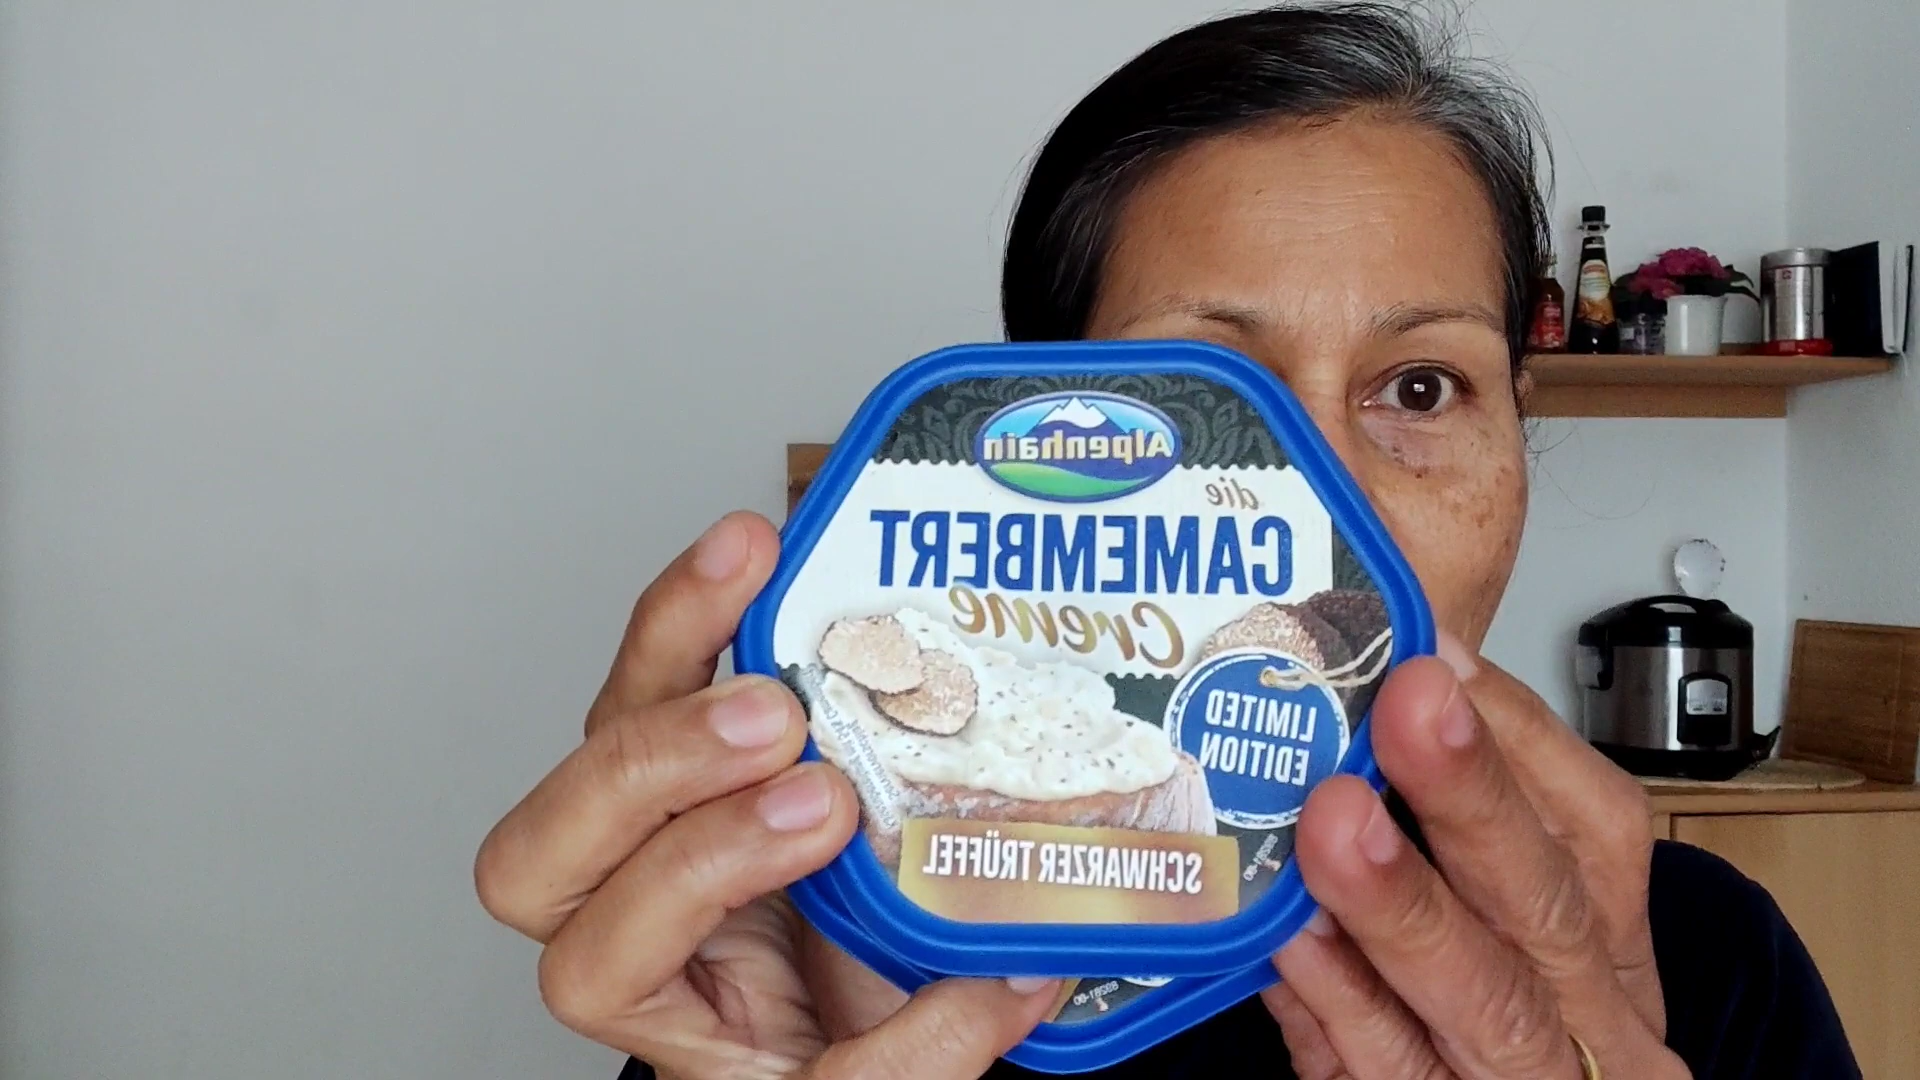 Alpenhain
die
CAMEMBERT
Creme
LIMITED
EDITION
SCHWARZER TRÜFFEL